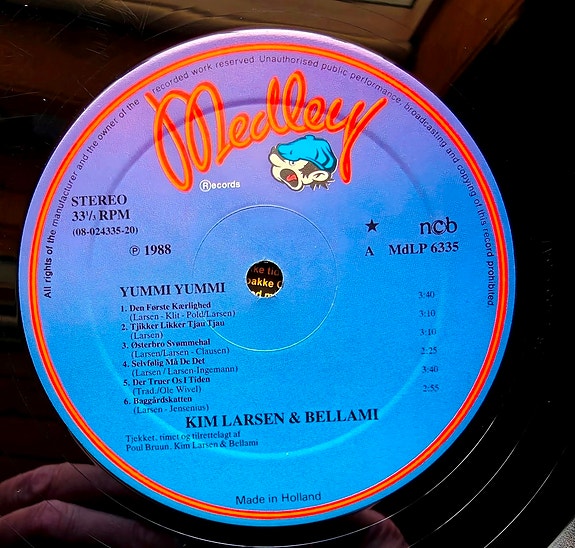 All rights of the manufacturer and the owner of the recorded work reserved. Unauthorised public performance, broadcasting and copying of this record prohibited.
Medley
Ⓡecords
STEREO
33⅓ RPM
(08-024335-20)
℗ 1988
★ ncb
A MdLP 6335
YUMMI YUMMI
1. Den Første Kærlighed 3:40
(Larsen - Klit - Pold/Larsen)
2. Tjikker Likker Tjau Tjau 3:10
(Larsen)
3. Østerbro Svømmehal 3:10
(Larsen/Larsen - Clausen)
4. Selvfølig Må De Det 2:25
(Larsen / Larsen-Ingemann)
5. Der Truer Os I Tiden 3:40
(Trad./Ole Wivel)
6. Baggårdskatten 2:55
(Larsen - Jensenius)
KIM LARSEN & BELLAMI
Tjekket, timet og tilrettelagt af
Poul Bruun, Kim Larsen & Bellami
Made in Holland